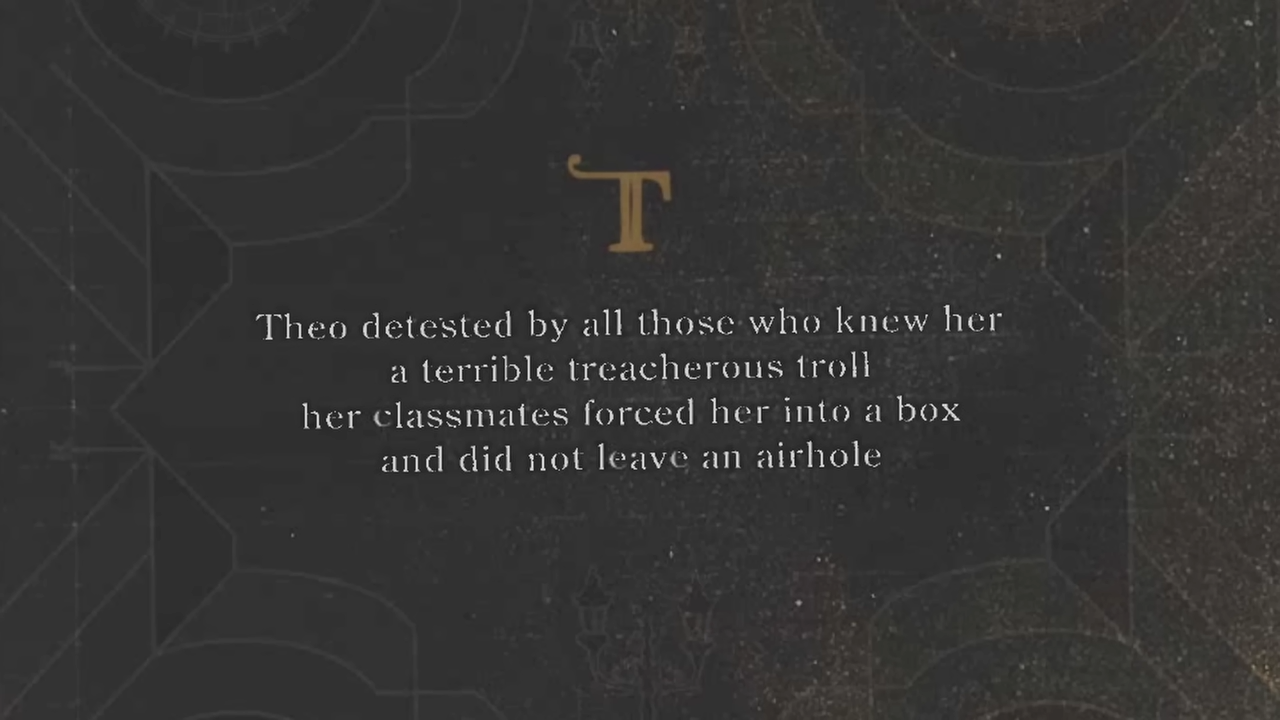 T
Theo detested by all those who knew her
a terrible treacherous troll
her classmates forced her into a box
and did not leave an airhole